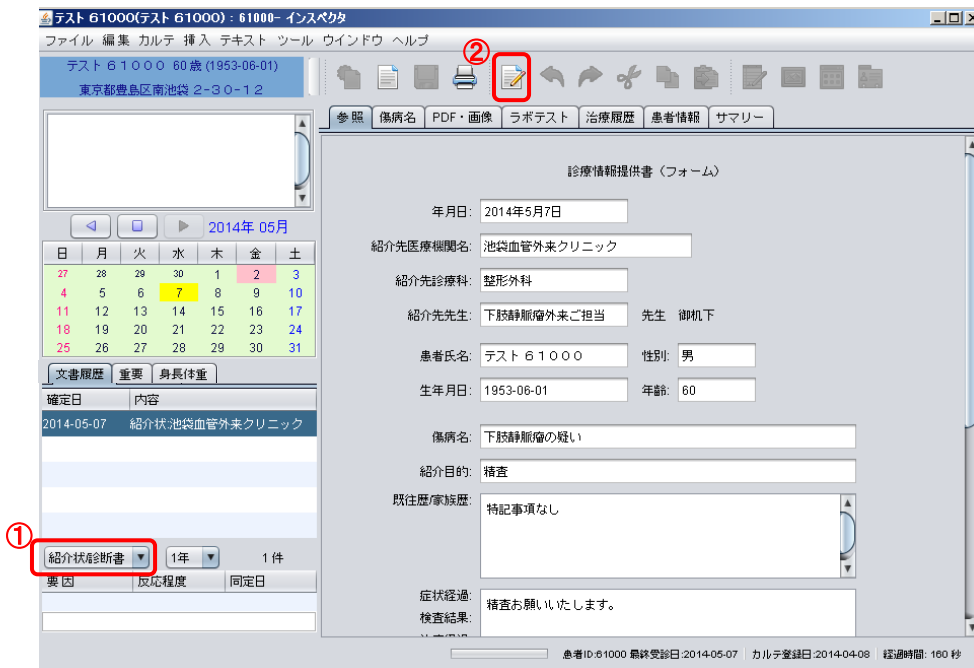 テスト 61000(テスト 61000) : 61000- インスペクタ
ファイル 編集 カルテ 挿入 テキスト ツール ウインドウ ヘルプ
②
テスト 6 1 0 0 0 60 歳 (1953-06-01)
東京都豊島区南池袋 2-3 0-1 2
参照 傷病名 PDF・画像 ラボテスト 治療履歴 患者情報 サマリー
診療情報提供書（フォーム）
年月日: 2014年5月7日
紹介先医療機関名: 池袋血管外来クリニック
紹介先診療科: 整形外科
紹介先先生: 下肢静脈瘤外来ご担当 先生 御机下
患者氏名: テスト 6 1 0 0 0 性別: 男
生年月日: 1953-06-01 年齢: 60
傷病名: 下肢静脈瘤の疑い
紹介目的: 精査
既往歴/家族歴: 特記事項なし
症状経過: 精査お願いいたします。
検査結果:
2014年 05月
日 月 火 水 木 金 土
27 28 29 30 1 2 3
4 5 6 7 8 9 10
11 12 13 14 15 16 17
18 19 20 21 22 23 24
25 26 27 28 29 30 31
文書履歴 重要 身長体重
確定日 内容
2014-05-07 紹介状:池袋血管外来クリニック
①
紹介状/診断書 1年 1 件
要因 反応程度 同定日
患者ID:61000 最終受診日:2014-05-07 カルテ登録日:2014-04-08 経過時間: 160 秒